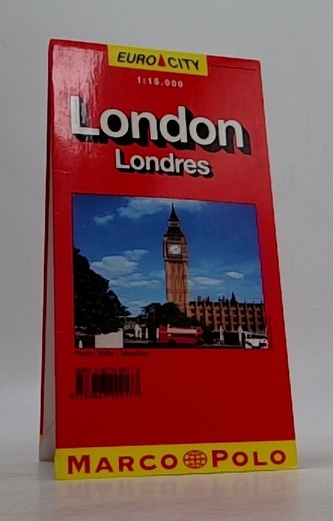 EURO CITY
1:15.000
London
Londres
MARCO POLO